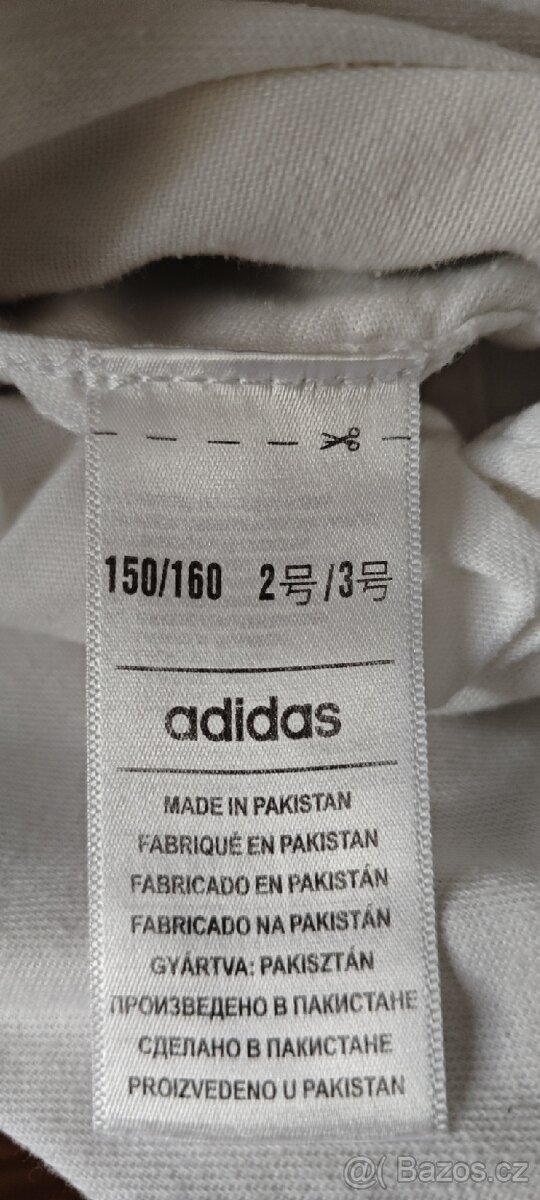 150/160 2号/3号
adidas
MADE IN PAKISTAN
FABRIQUÉ EN PAKISTAN
FABRICADO EN PAKISTÁN
FABRICADO NA PAKISTÁN
GYÁRTVA: PAKISZTÁN
ПРОИЗВЕДЕНО В ПАКИСТАНЕ
СДЕЛАНО В ПАКИСТАНЕ
PROIZVEDENO U PAKISTAN
@( Bazos.cz